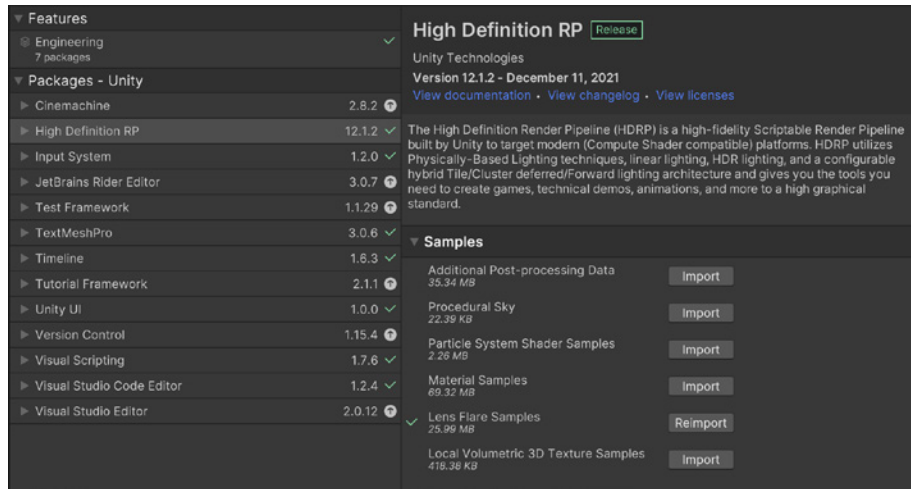 Features
Engineering
7 packages
Packages - Unity
Cinemachine 2.8.2
High Definition RP 12.1.2
Input System 1.2.0
JetBrains Rider Editor 3.0.7
Test Framework 1.1.29
TextMeshPro 3.0.6
Timeline 1.6.3
Tutorial Framework 2.1.1
Unity UI 1.0.0
Version Control 1.15.4
Visual Scripting 1.7.6
Visual Studio Code Editor 1.2.4
Visual Studio Editor 2.0.12
High Definition RP Release
Unity Technologies
Version 12.1.2 - December 11, 2021
View documentation • View changelog • View licenses
The High Definition Render Pipeline (HDRP) is a high-fidelity Scriptable Render Pipeline
built by Unity to target modern (Compute Shader compatible) platforms. HDRP utilizes
Physically-Based Lighting techniques, linear lighting, HDR lighting, and a configurable
hybrid Tile/Cluster deferred/Forward lighting architecture and gives you the tools you
need to create games, technical demos, animations, and more to a high graphical
standard.
Samples
Additional Post-processing Data Import
35.34 MB
Procedural Sky Import
22.39 KB
Particle System Shader Samples Import
2.26 MB
Material Samples Import
69.32 MB
Lens Flare Samples Reimport
25.99 MB
Local Volumetric 3D Texture Samples Import
418.38 KB